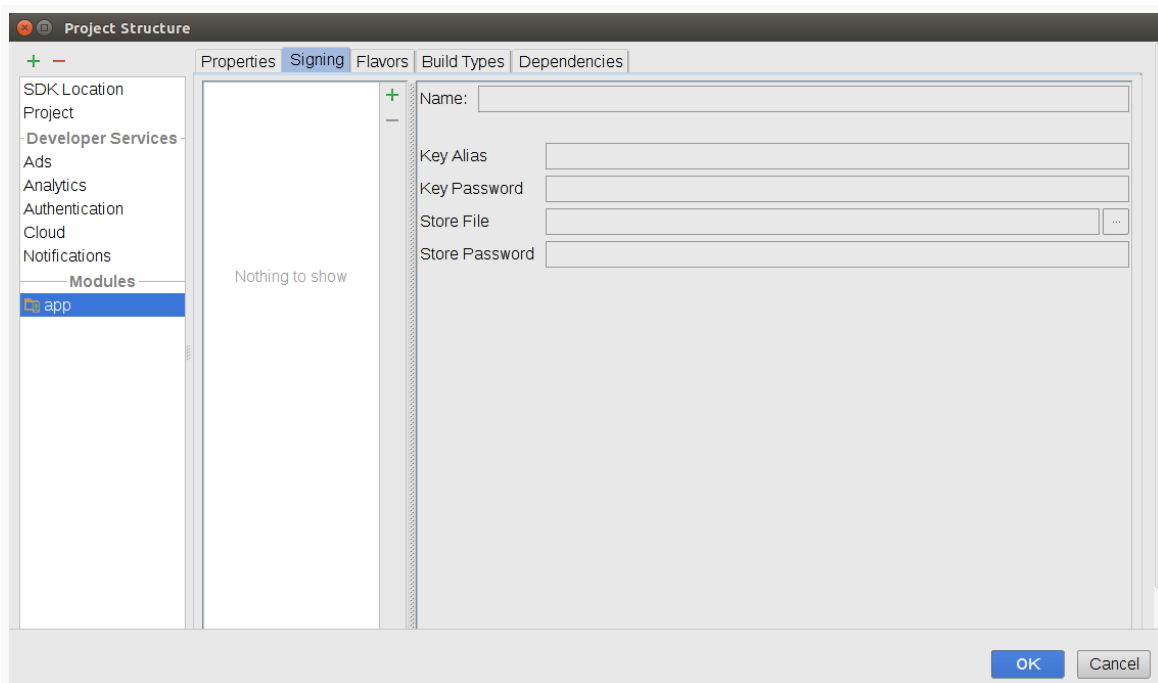 Project Structure
Properties Signing Flavors Build Types Dependencies
SDK Location
Project
Developer Services
Ads
Analytics
Authentication
Cloud
Notifications
Modules
app
Nothing to show
Name:
Key Alias
Key Password
Store File
...
Store Password
OK Cancel